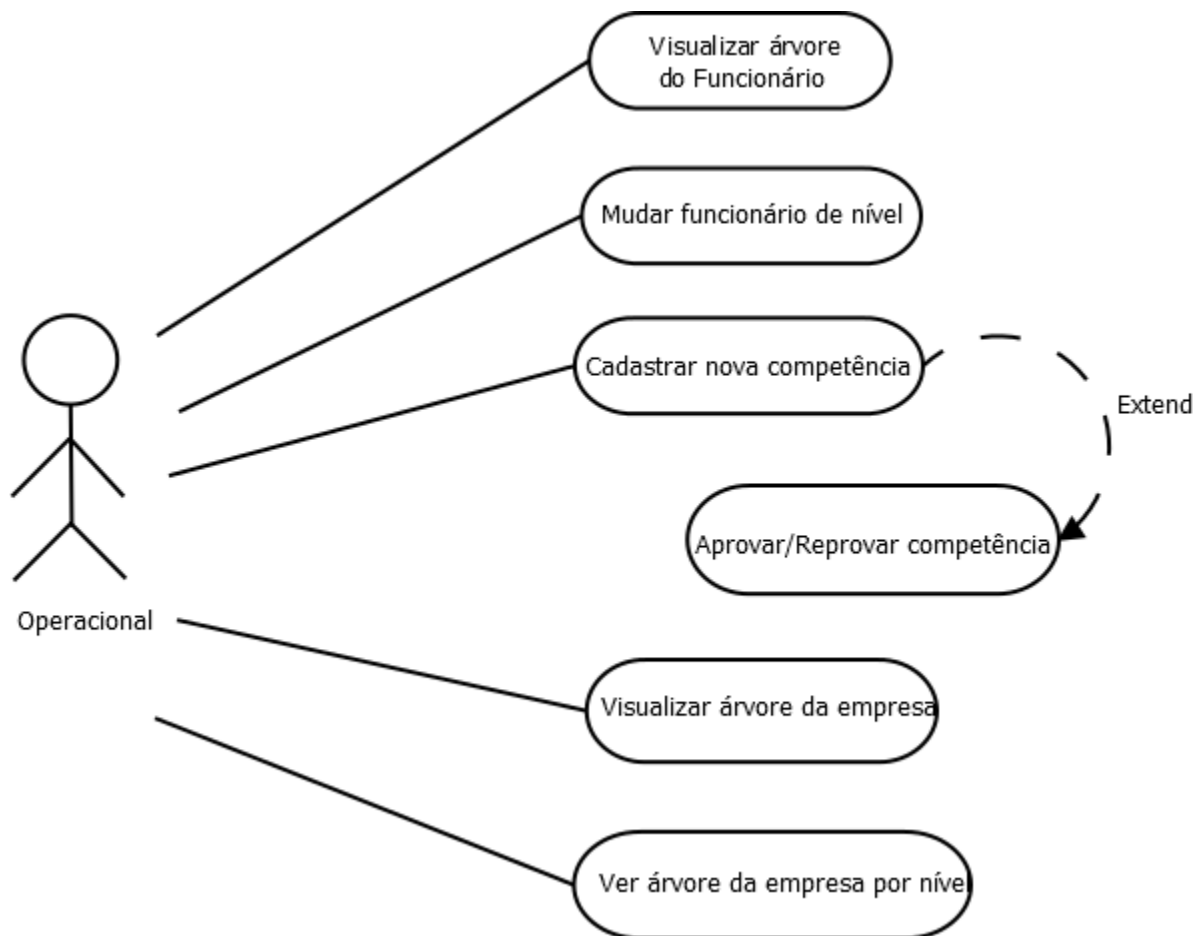 Visualizar árvore
do Funcionário
Mudar funcionário de nível
Cadastrar nova competência
Extend
Aprovar/Reprovar competência
Operacional
Visualizar árvore da empresa
Ver árvore da empresa por nível